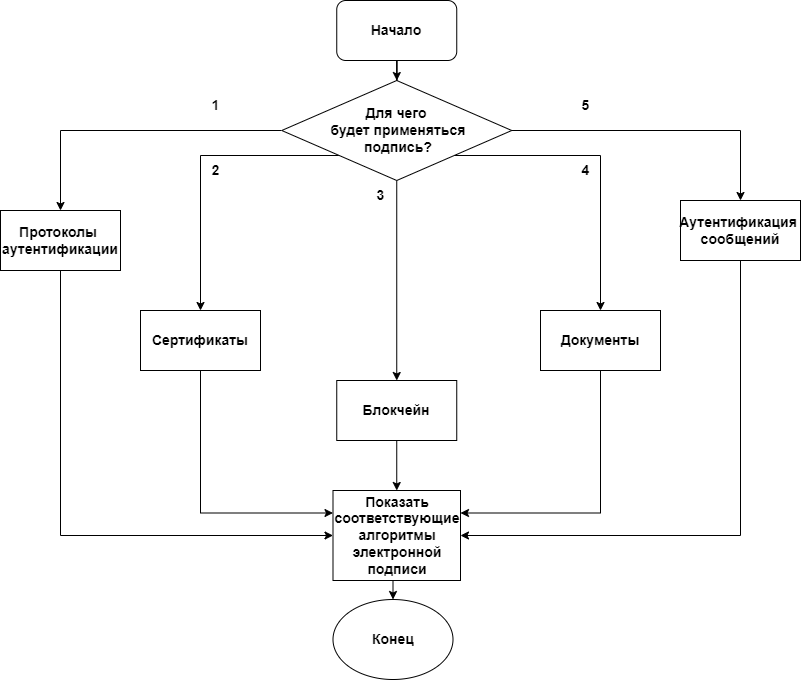 Начало
Для чего
будет применяться
подпись?
1
5
2
4
3
Протоколы
аутентификации
Аутентификация
сообщений
Сертификаты
Документы
Блокчейн
Показать
соответствующие
алгоритмы
электронной
подписи
Конец